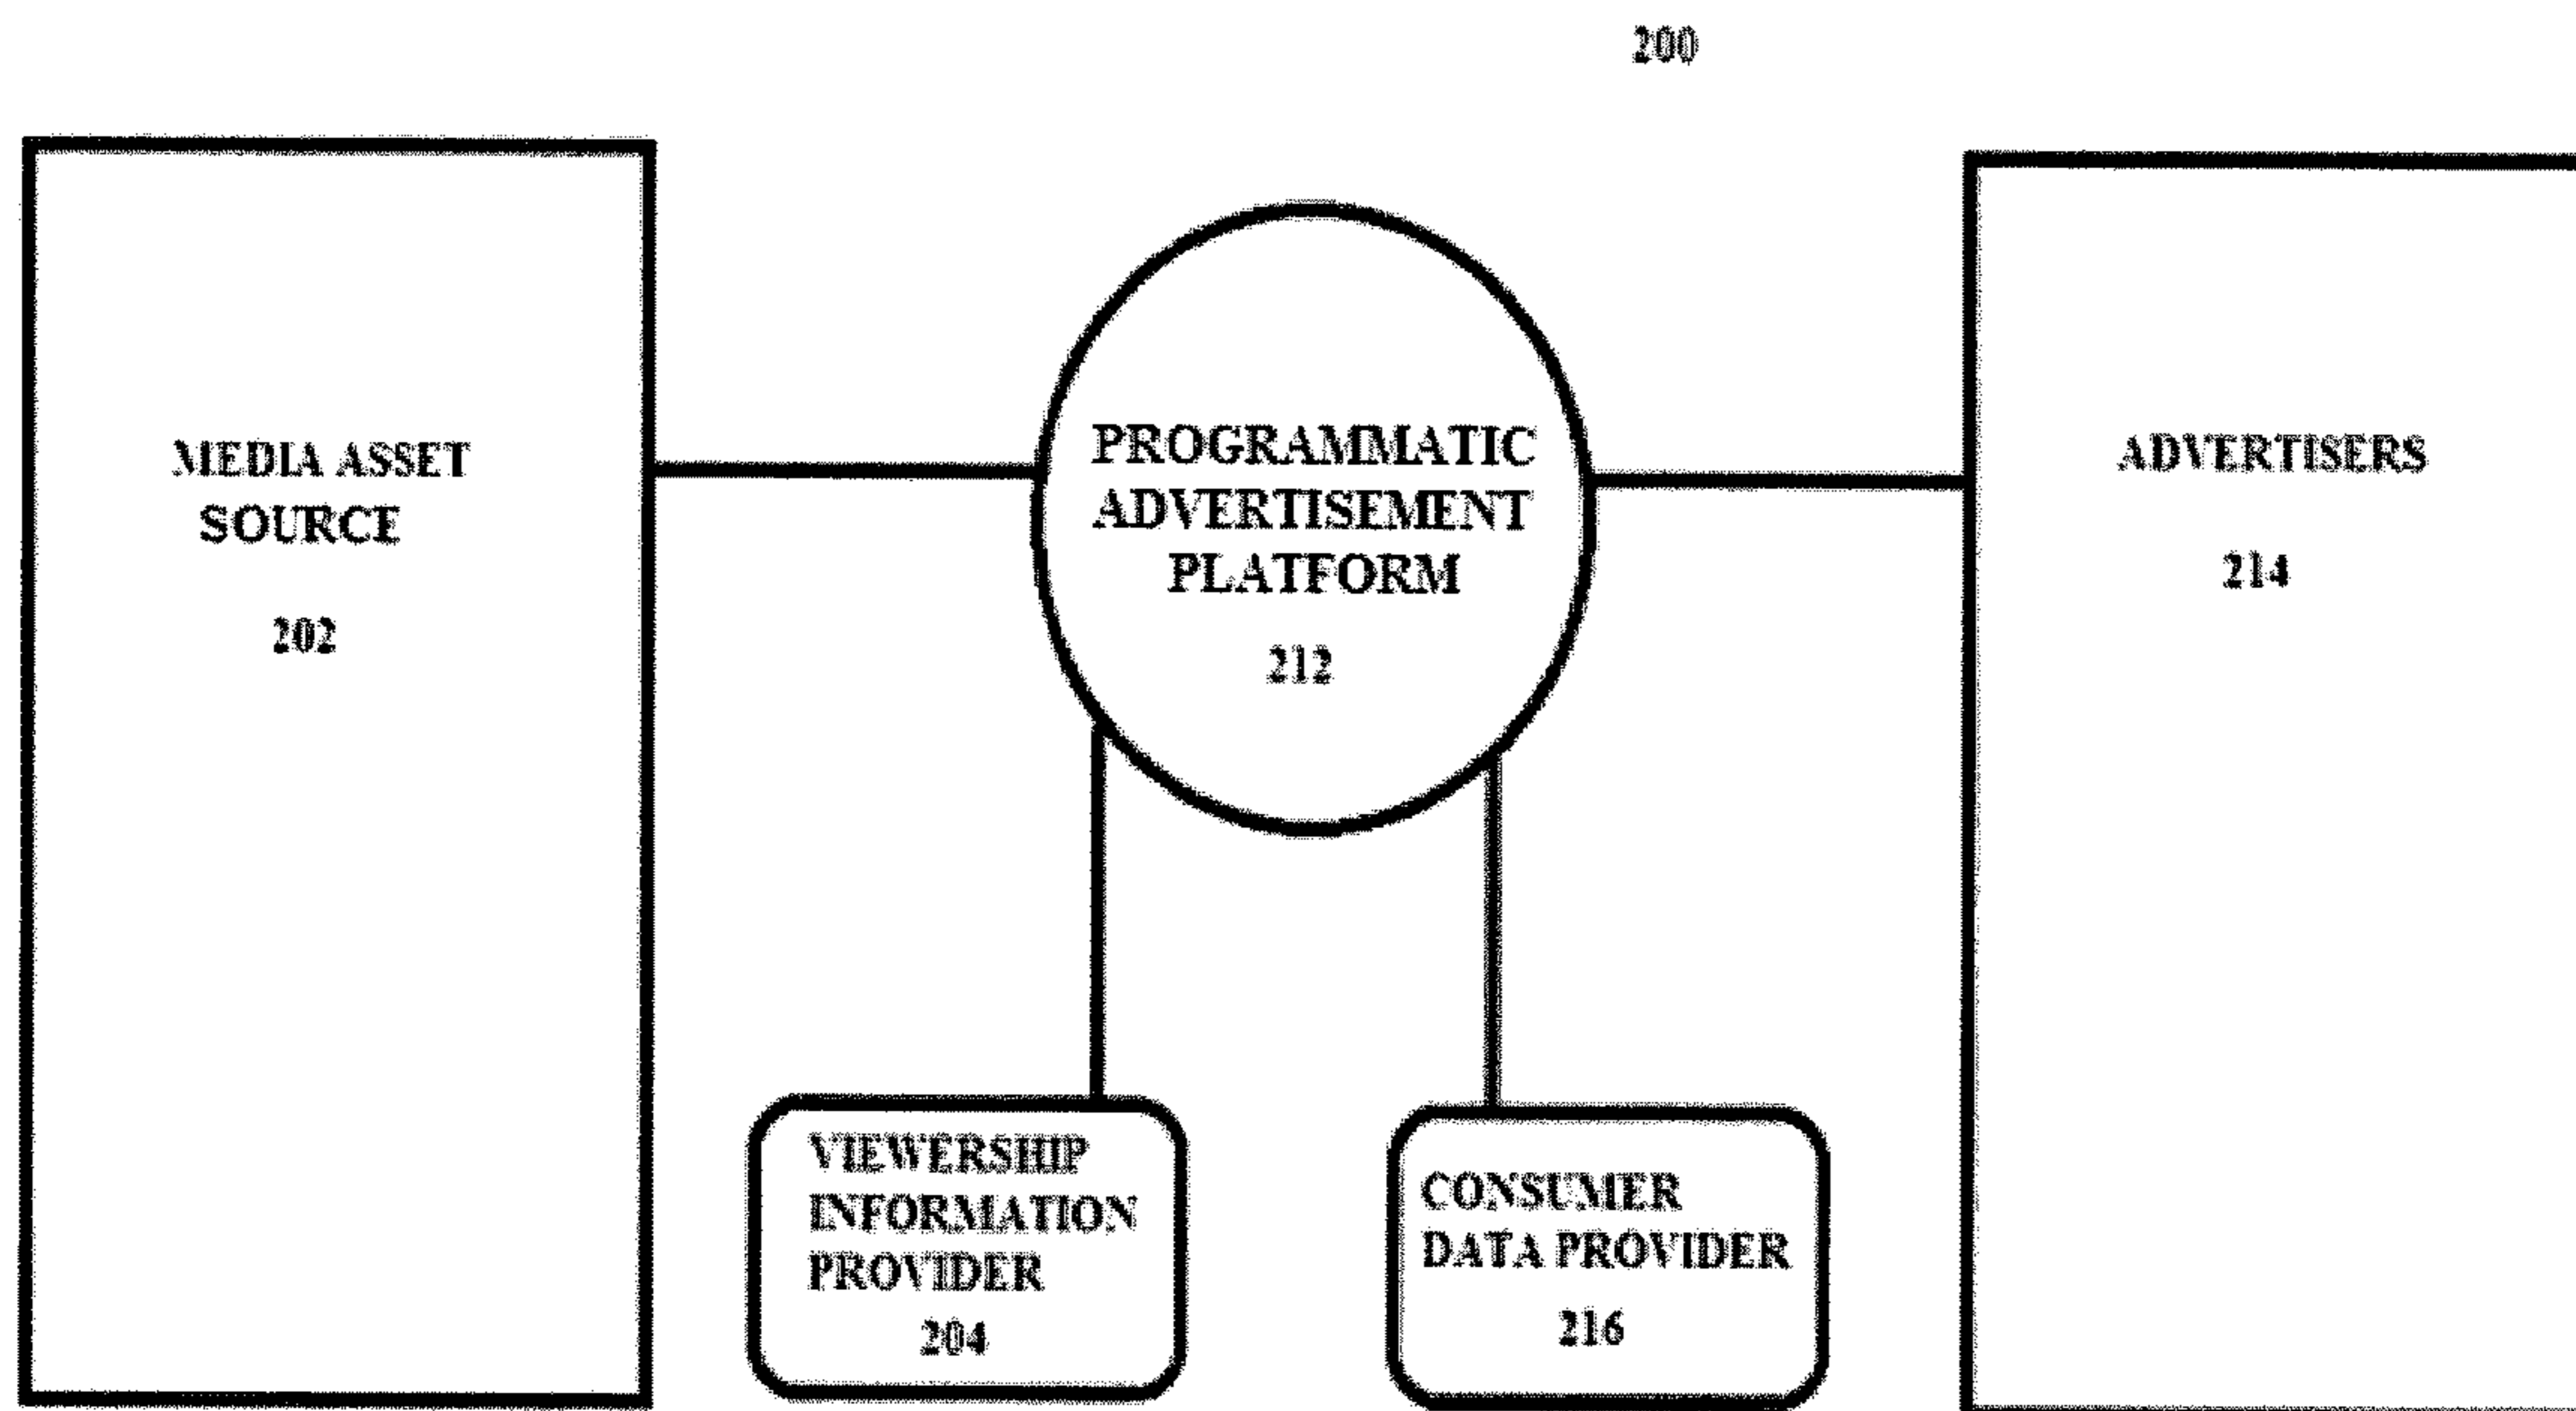 200
MEDIA ASSET
SOURCE
202
PROGRAMMATIC
ADVERTISEMENT
PLATFORM
212
ADVERTISERS
214
VIEWERSHIP
INFORMATION
PROVIDER
204
CONSUMER
DATA PROVIDER
216